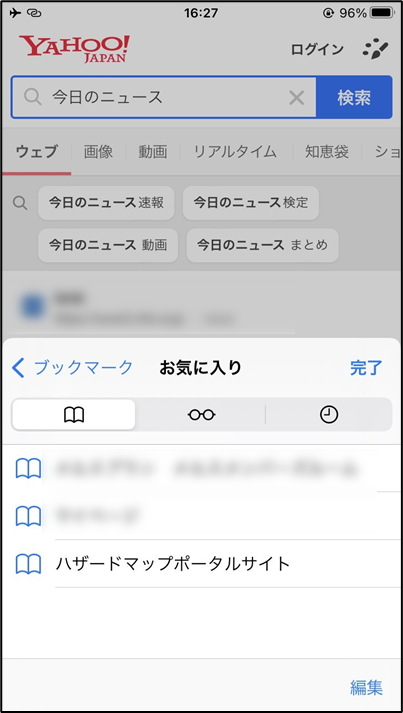 16:27
96%
YAHOO!
JAPAN
ログイン
今日のニュース
検索
ウェブ 画像 動画 リアルタイム 知恵袋 ショ
今日のニュース速報 今日のニュース検定
今日のニュース 動画 今日のニュース まとめ
ブックマーク お気に入り 完了
ハザードマップポータルサイト
編集